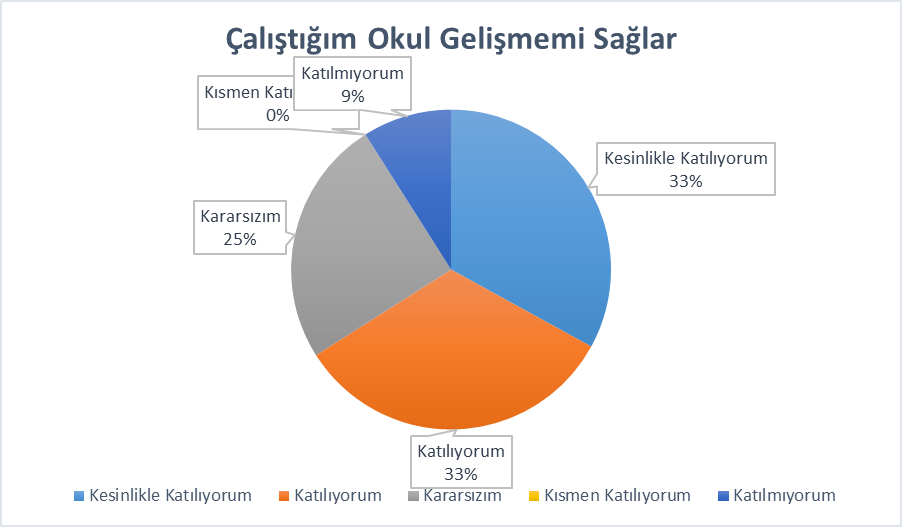 Çalıştığım Okul Gelişmemi Sağlar
Katılmıyorum
9%
Kısmen
0%
Kesinlikle Katılıyorum
33%
Kararsızım
25%
Katılıyorum
33%
Kesinlikle Katılıyorum
Katılıyorum
Kararsızım
Kısmen Katılıyorum
Katılmıyorum